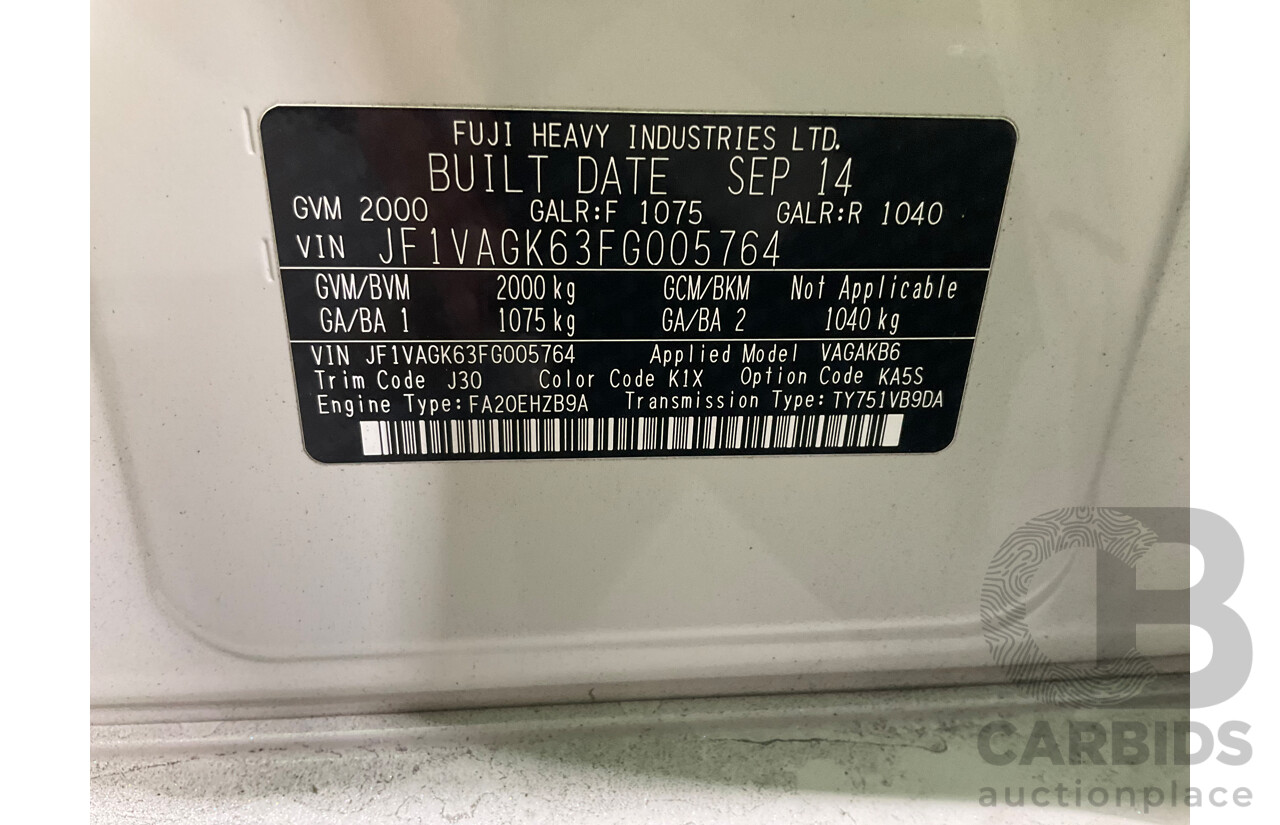 FUJI HEAVY INDUSTRIES LTD.
BUILT DATE SEP 14
GVM 2000 GALR:F 1075 GALR:R 1040
VIN JF1VAGK63FG005764
GVM/BVM 2000 kg GCM/BKM Not Applicable
GA/BA 1 1075 kg GA/BA 2 1040 kg
VIN JF1VAGK63FG005764 Applied Model VAGAKB6
Trim Code J30 Color Code K1X Option Code KA5S
Engine Type: FA20EHZB9A Transmission Type: TY751VB9DA
CB
CARBIDS
auctionplace